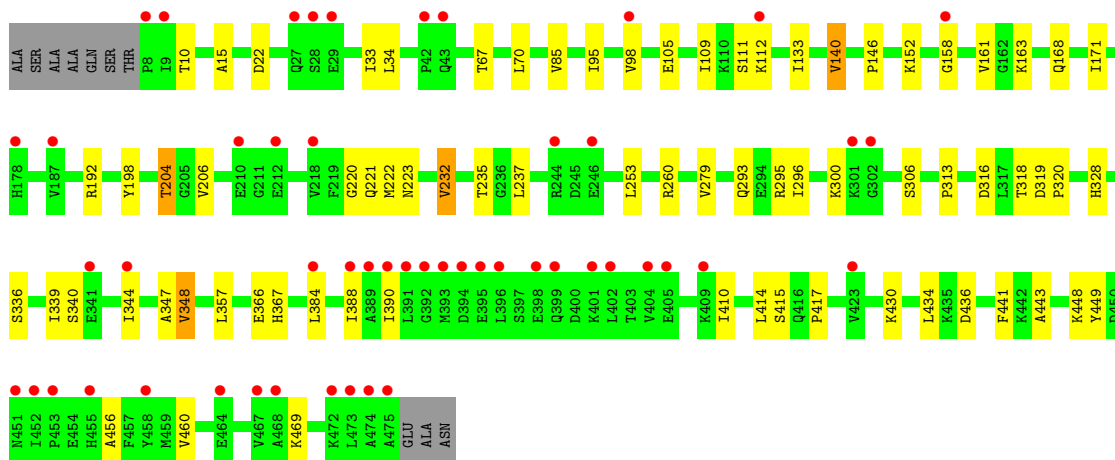 ALA SER ALA ALA GLN SER THR P8 I9 T10 A15 D22 Q27 S28 E29 I33 L34 P42 Q43 T67 L70 V85 I95 V98 E105 I109 K110 S111 K112 I133 V140 P146 K152 G158 V161 G162 K163 Q168 I171
H178 V187 R192 Y198 T204 G205 V206 E210 G211 E212 V218 F219 G220 Q221 M222 N223 V232 T235 G236 L237 R244 D245 E246 L253 R260 V279 Q293 E294 R295 I296 K300 K301 G302 S306 P313 D316 L317 T318 D319 P320 H328
S336 I339 S340 E341 I344 A347 V348 L357 E366 H367 L384 I388 A389 I390 L391 G392 M393 D394 E395 L396 S397 E398 Q399 D400 K401 L402 T403 V404 E405 K409 I410 L414 S415 Q416 P417 V423 K430 L434 K435 D436 F441 K442 A443 K448 Y449 D450
N451 I452 P453 E454 H455 A456 F457 Y458 M459 V460 E464 V467 A468 K469 K472 L473 A474 A475 GLU ALA ASN